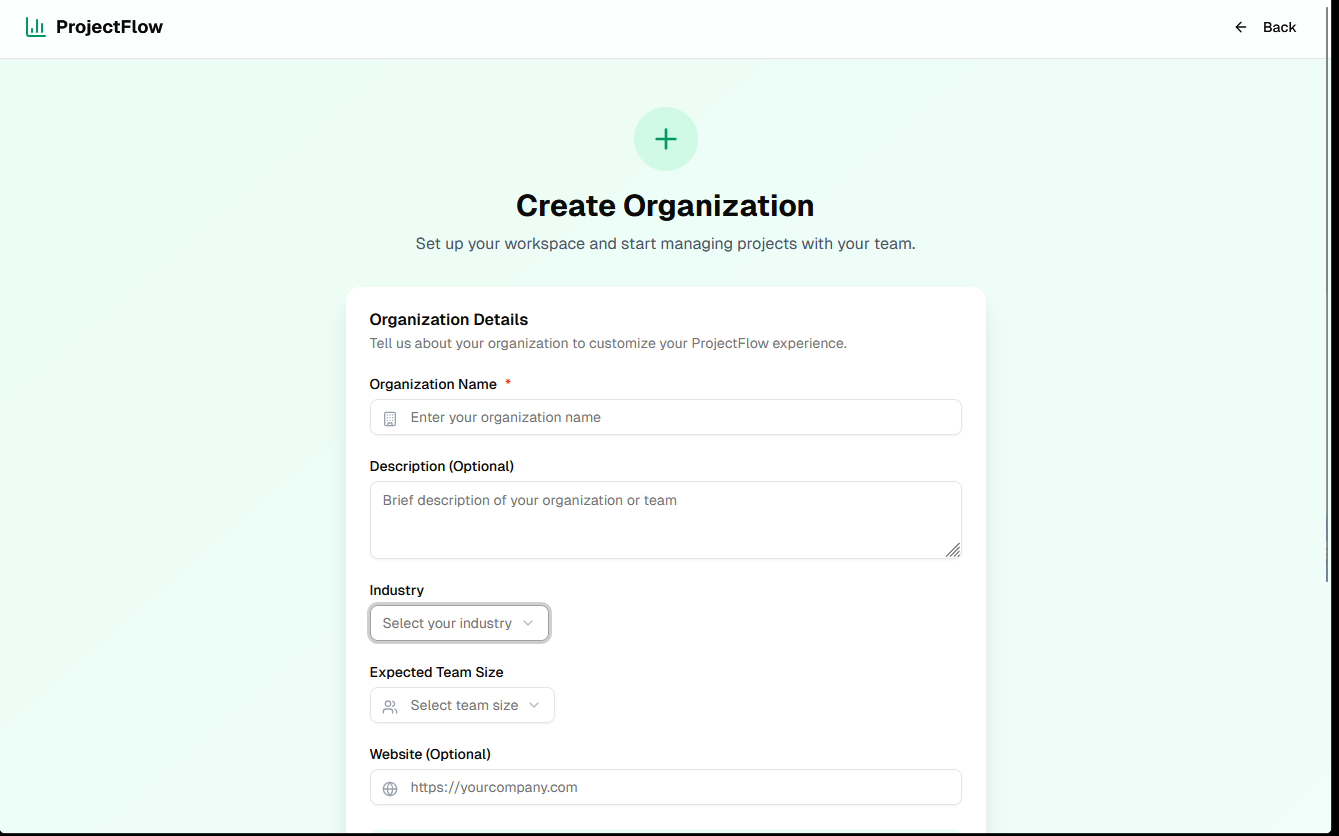 ProjectFlow
Back
Create Organization
Set up your workspace and start managing projects with your team.
Organization Details
Tell us about your organization to customize your ProjectFlow experience.
Organization Name *
Enter your organization name
Description (Optional)
Brief description of your organization or team
Industry
Select your industry
Expected Team Size
Select team size
Website (Optional)
https://yourcompany.com